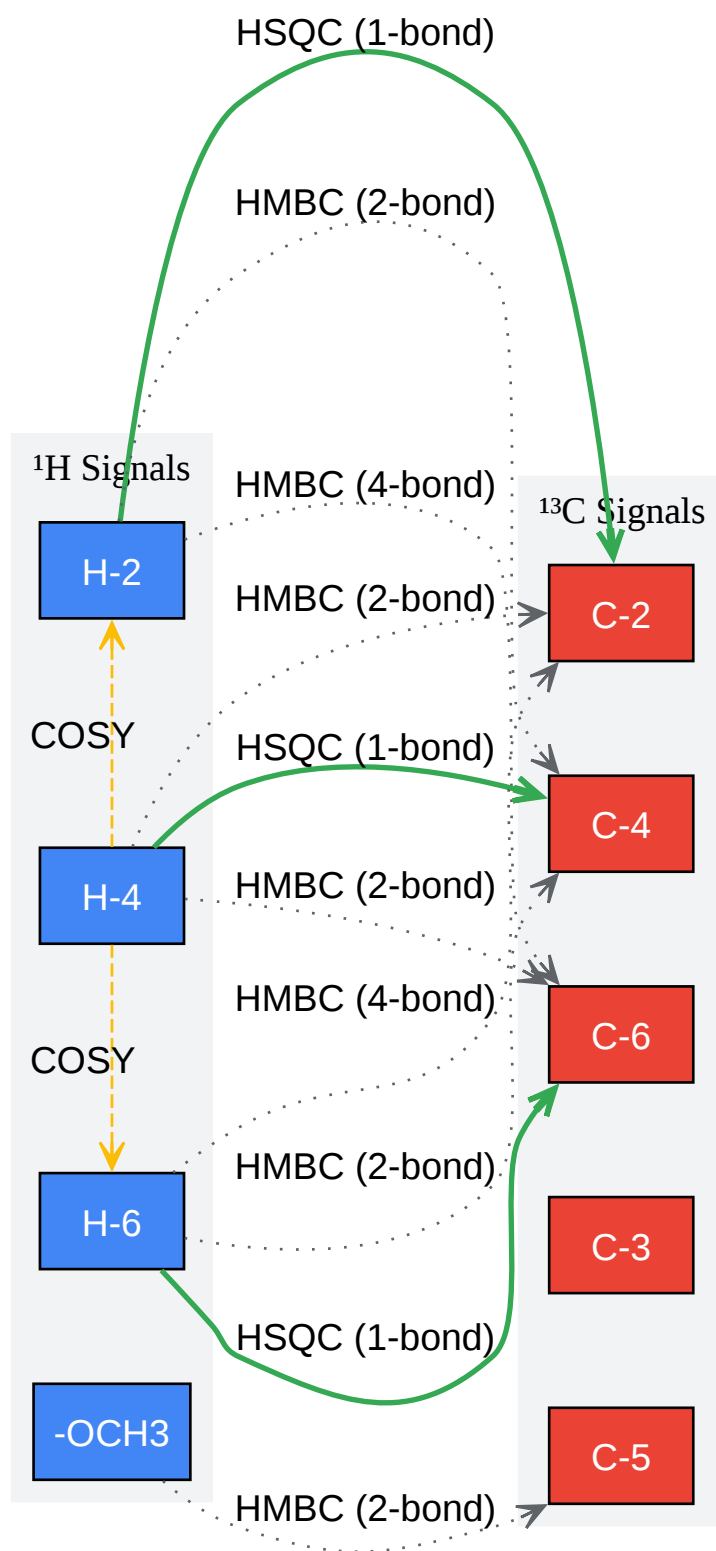 HSQC (1-bond)
HMBC (2-bond)
¹H Signals
HMBC (4-bond)
¹³C Signals
H-2
HMBC (2-bond)
C-2
COSY
HSQC (1-bond)
C-4
H-4
HMBC (2-bond)
HMBC (4-bond)
C-6
COSY
HMBC (2-bond)
H-6
C-3
HSQC (1-bond)
-OCH3
C-5
HMBC (2-bond)